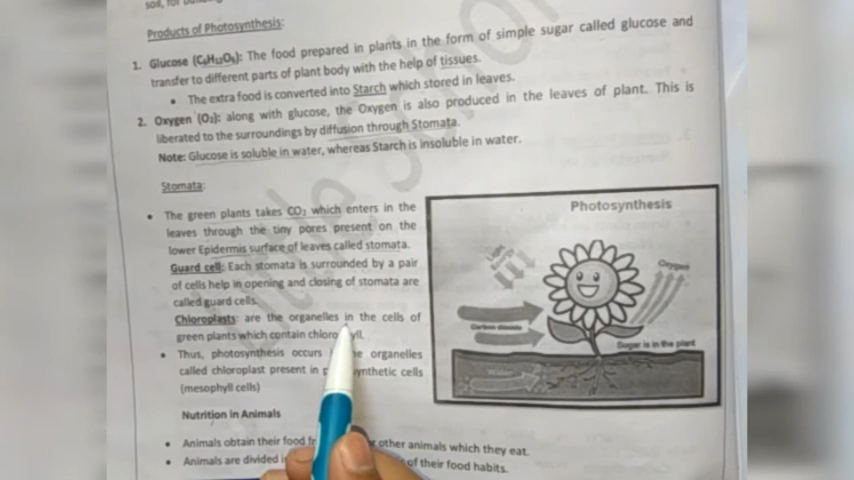 soil, for
Products of Photosynthesis:
1. Glucose (C₆H₁₂O₆): The food prepared in plants in the form of simple sugar called glucose and
transfer to different parts of plant body with the help of tissues.
• The extra food is converted into Starch which stored in leaves.
2. Oxygen (O₂): along with glucose, the Oxygen is also produced in the leaves of plant. This is
liberated to the surroundings by diffusion through Stomata.
Note: Glucose is soluble in water, whereas Starch is insoluble in water.
Stomata:
• The green plants takes CO₂ which enters in the
leaves through the tiny pores present on the
lower Epidermis surface of leaves called stomata.
Guard cell: Each stomata is surrounded by a pair
of cells help in opening and closing of stomata are
called guard cells.
Chloroplasts: are the organelles in the cells of
green plants which contain chloro yll.
• Thus, photosynthesis occurs organelles
called chloroplast present in ynthetic cells
(mesophyll cells)
Photosynthesis
Light
Oxygen
Carbon dioxide
Sugar is in the plant
Water
Nutrition in Animals
• Animals obtain their food other animals which they eat.
• Animals are divided of their food habits.